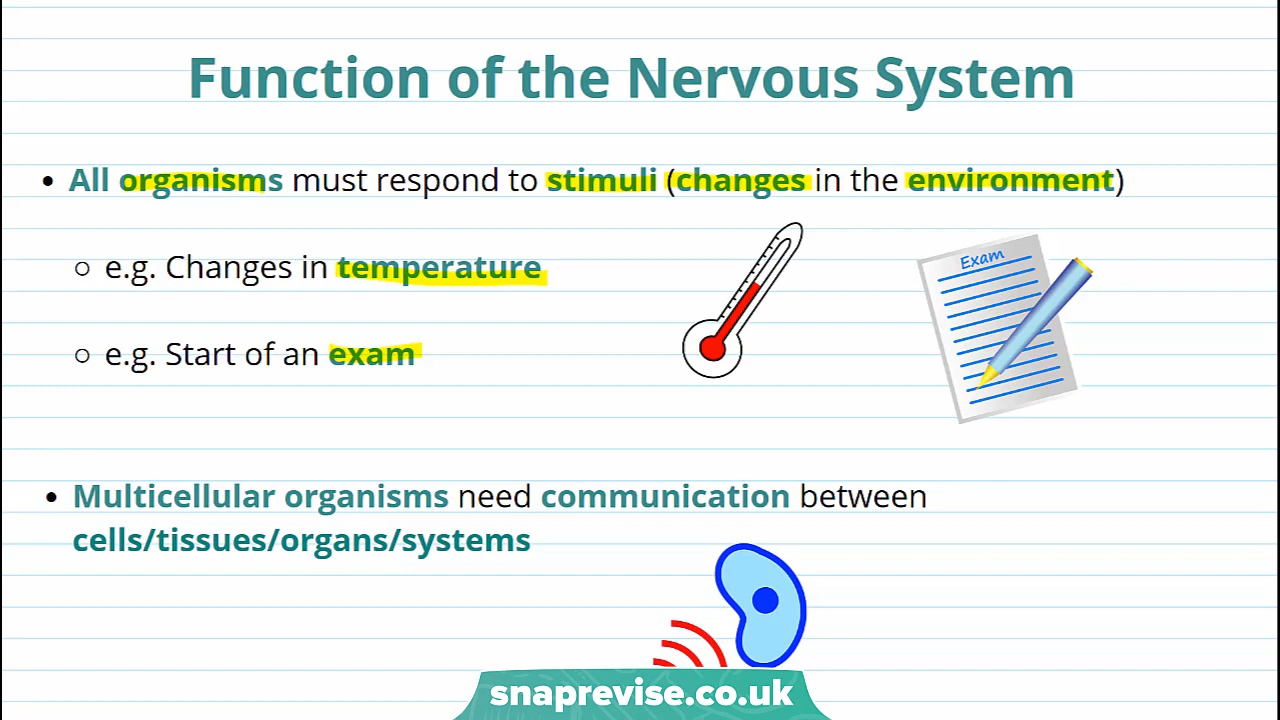 Function of the Nervous System
• All organisms must respond to stimuli (changes in the environment)
○ e.g. Changes in temperature
Exam
○ e.g. Start of an exam
• Multicellular organisms need communication between
cells/tissues/organs/systems
snaprevise.co.uk